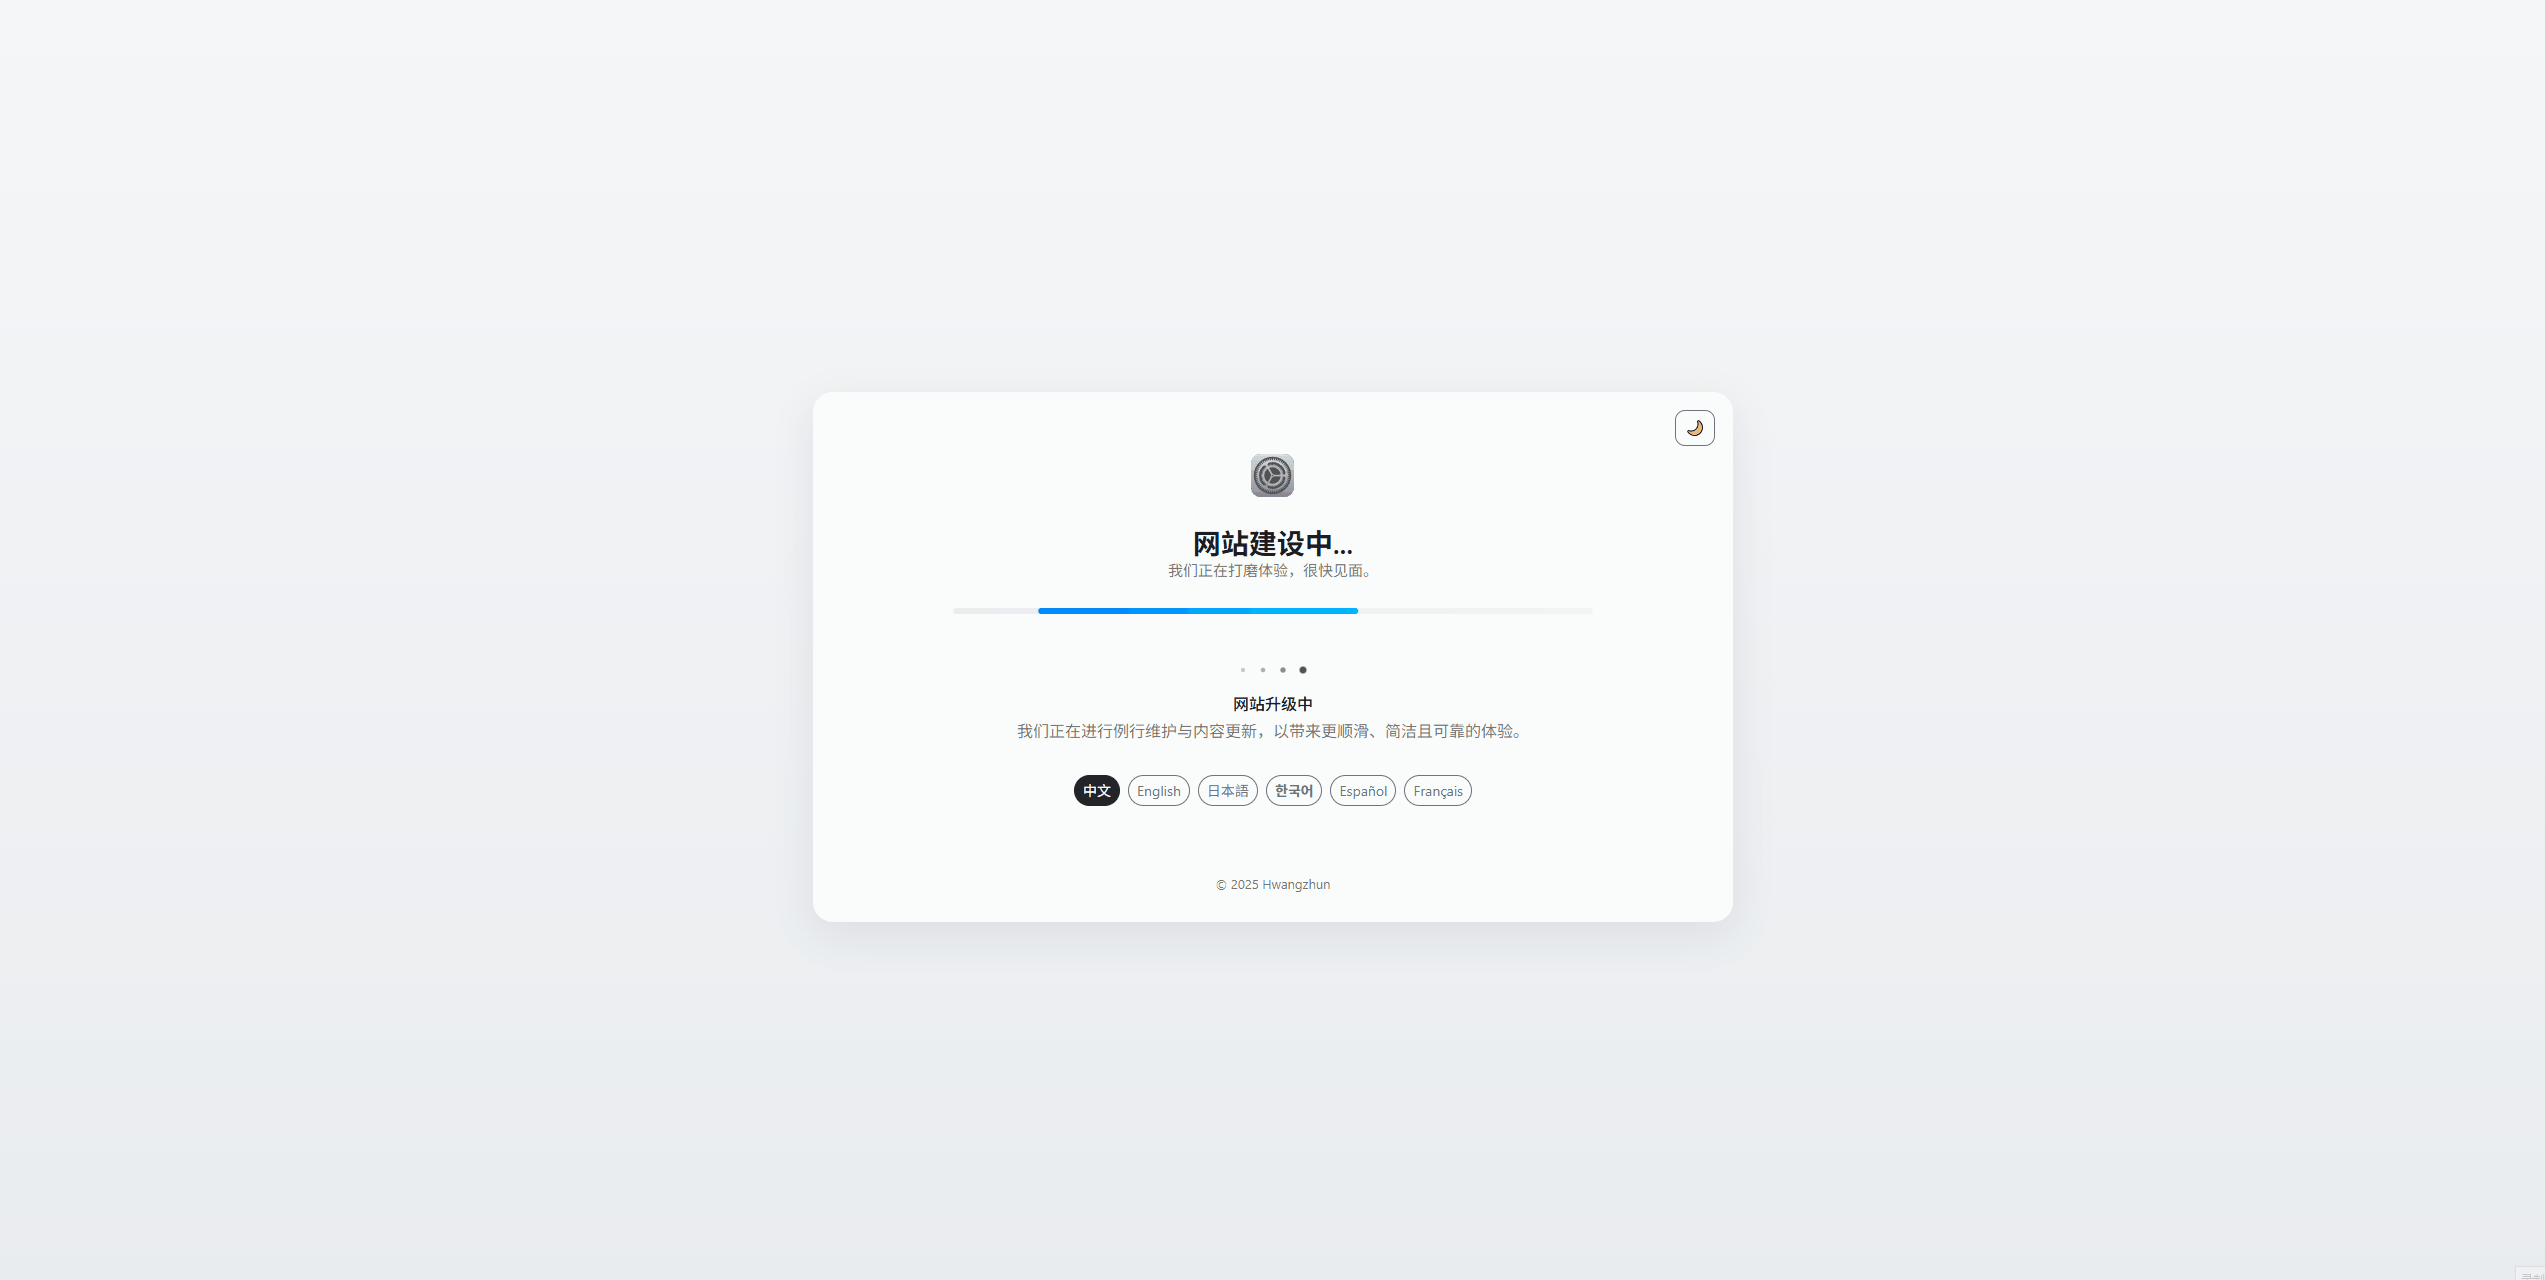 网站建设中...
我们正在打磨体验，很快见面。
网站升级中
我们正在进行例行维护与内容更新，以带来更顺滑、简洁且可靠的体验。
中文 English 日本語 한국어 Español Français
© 2025 Hwangzhun